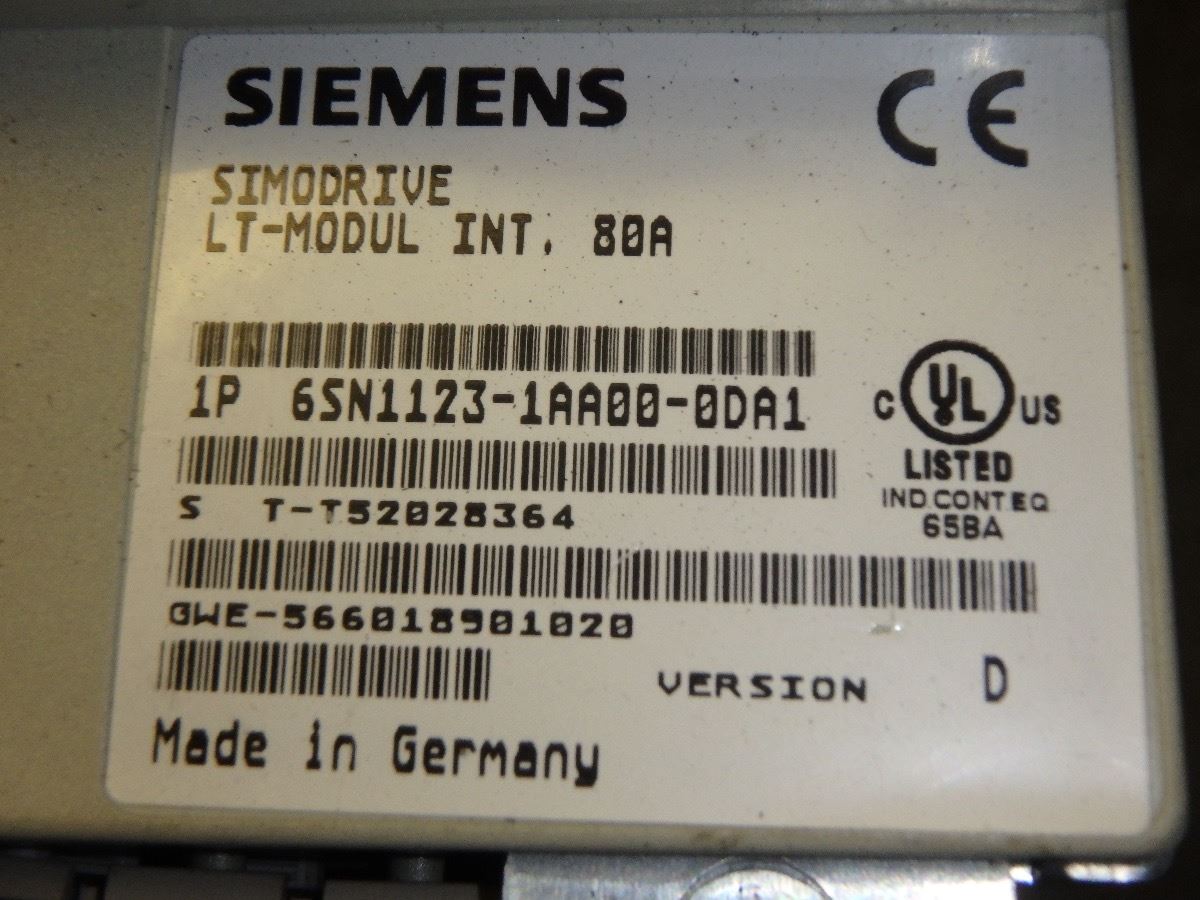 SIEMENS
CE
SIMODRIVE
LT-MODUL INT. 80A
1P 6SN1123-1AA00-0DA1
C UL US
LISTED
IND.CONT.EQ
65BA
S T-T52028364
GWE-566018901020
VERSION D
Made in Germany